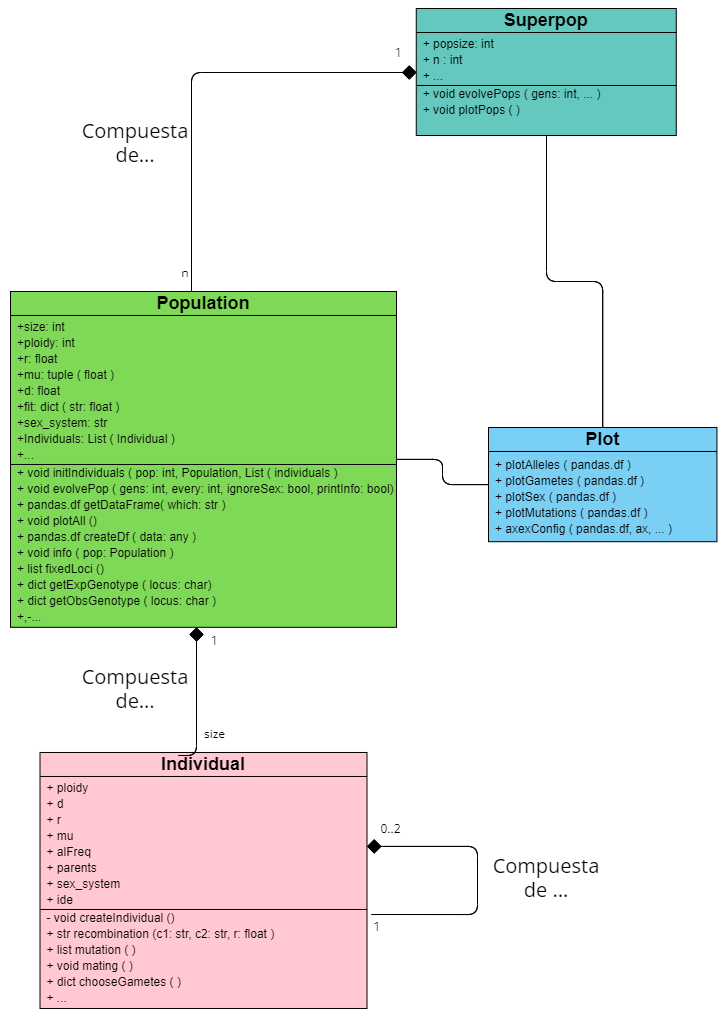 Superpop
+ popsize: int
+ n : int
+ ...
+ void evolvePops ( gens: int, ... )
+ void plotPops ( )
1
Compuesta
de...
n
Population
+size: int
+ploidy: int
+r: float
+mu: tuple ( float )
+d: float
+fit: dict ( str: float )
+sex_system: str
+Individuals: List ( Individual )
+...
+ void initIndividuals ( pop: int, Population, List ( individuals )
+ void evolvePop ( gens: int, every: int, ignoreSex: bool, printInfo: bool)
+ pandas.df getDataFrame( which: str )
+ void plotAll ()
+ pandas.df createDf ( data: any )
+ void info ( pop: Population )
+ list fixedLoci ()
+ dict getExpGenotype ( locus: char)
+ dict getObsGenotype ( locus: char )
+,-...
Plot
+ plotAlleles ( pandas.df )
+ plotGametes ( pandas.df )
+ plotSex ( pandas.df )
+ plotMutations ( pandas.df )
+ axexConfig ( pandas.df, ax, ... )
1
Compuesta
de...
size
Individual
+ ploidy
+ d
+ r
+ mu
+ alFreq
+ parents
+ sex_system
+ ide
- void createIndividual ()
+ str recombination (c1: str, c2: str, r: float )
+ list mutation ( )
+ void mating ( )
+ dict chooseGametes ( )
+ ...
0..2
Compuesta
de ...
1